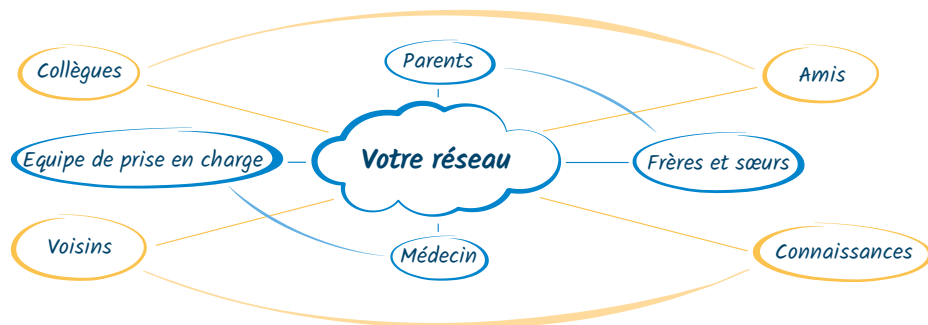 Parents
Collègues
Amis
Equipe de prise en charge
Votre réseau
Frères et sœurs
Voisins
Médecin
Connaissances